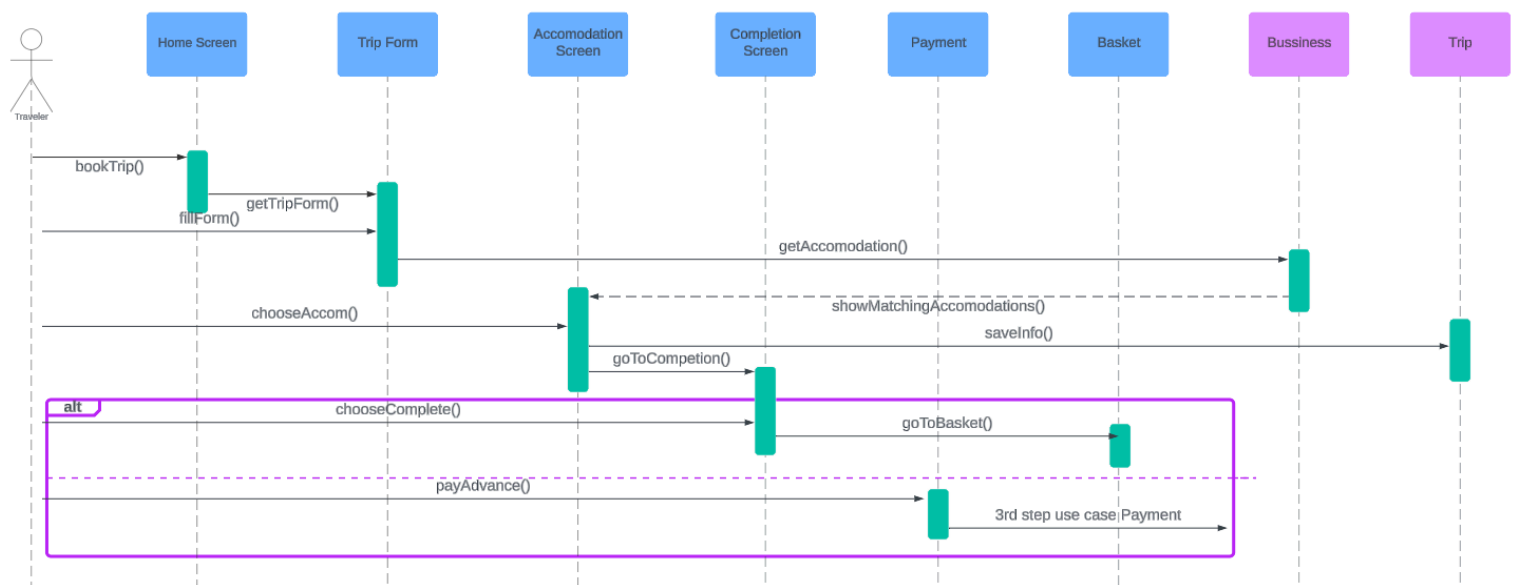 Home Screen
Trip Form
Accomodation
Screen
Completion
Screen
Payment
Basket
Bussiness
Trip
Traveler
bookTrip()
getTripForm()
fillForm()
getAccomodation()
showMatchingAccomodations()
chooseAccom()
saveInfo()
goToCompetion()
alt
chooseComplete()
goToBasket()
payAdvance()
3rd step use case Payment